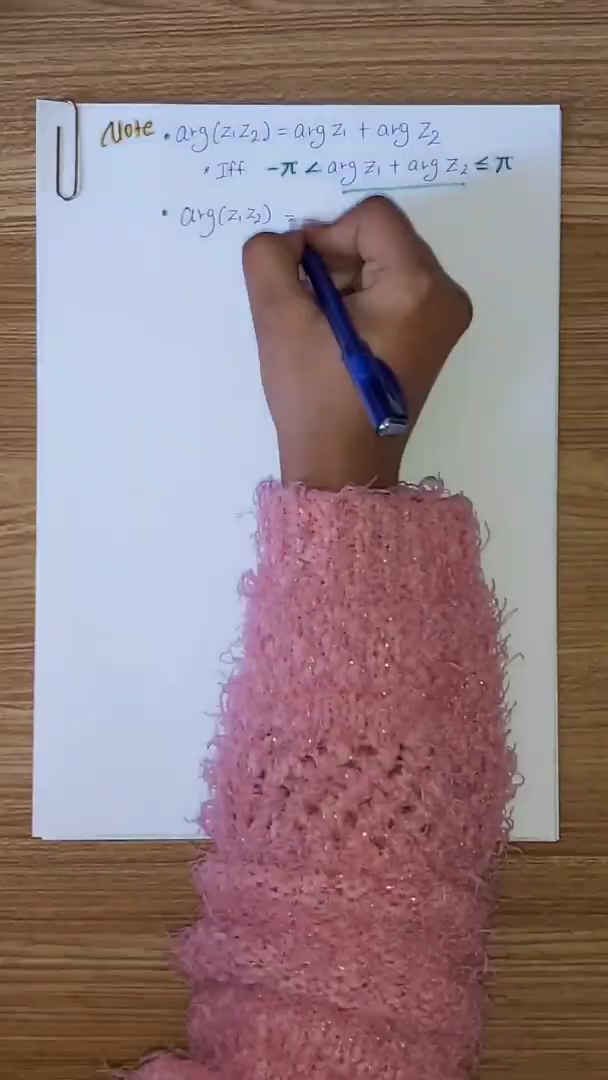 Note • arg(z₁z₂) = arg z₁ + arg z₂
• Iff -π < arg z₁ + arg z₂ ≤ π
• arg(z₁z₂) =